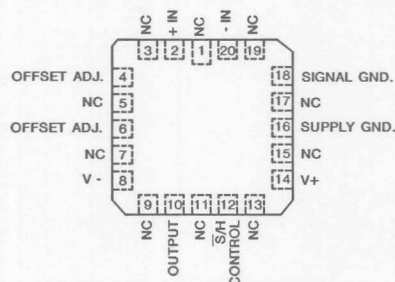 NC
+ IN
NC
- IN
NC
3
2
1
20
19
OFFSET ADJ.
4
18
SIGNAL GND.
NC
5
17
NC
OFFSET ADJ.
6
16
SUPPLY GND.
NC
7
15
NC
V -
8
14
V+
9
10
11
12
13
NC
OUTPUT
NC
S̅/H
CONTROL
NC